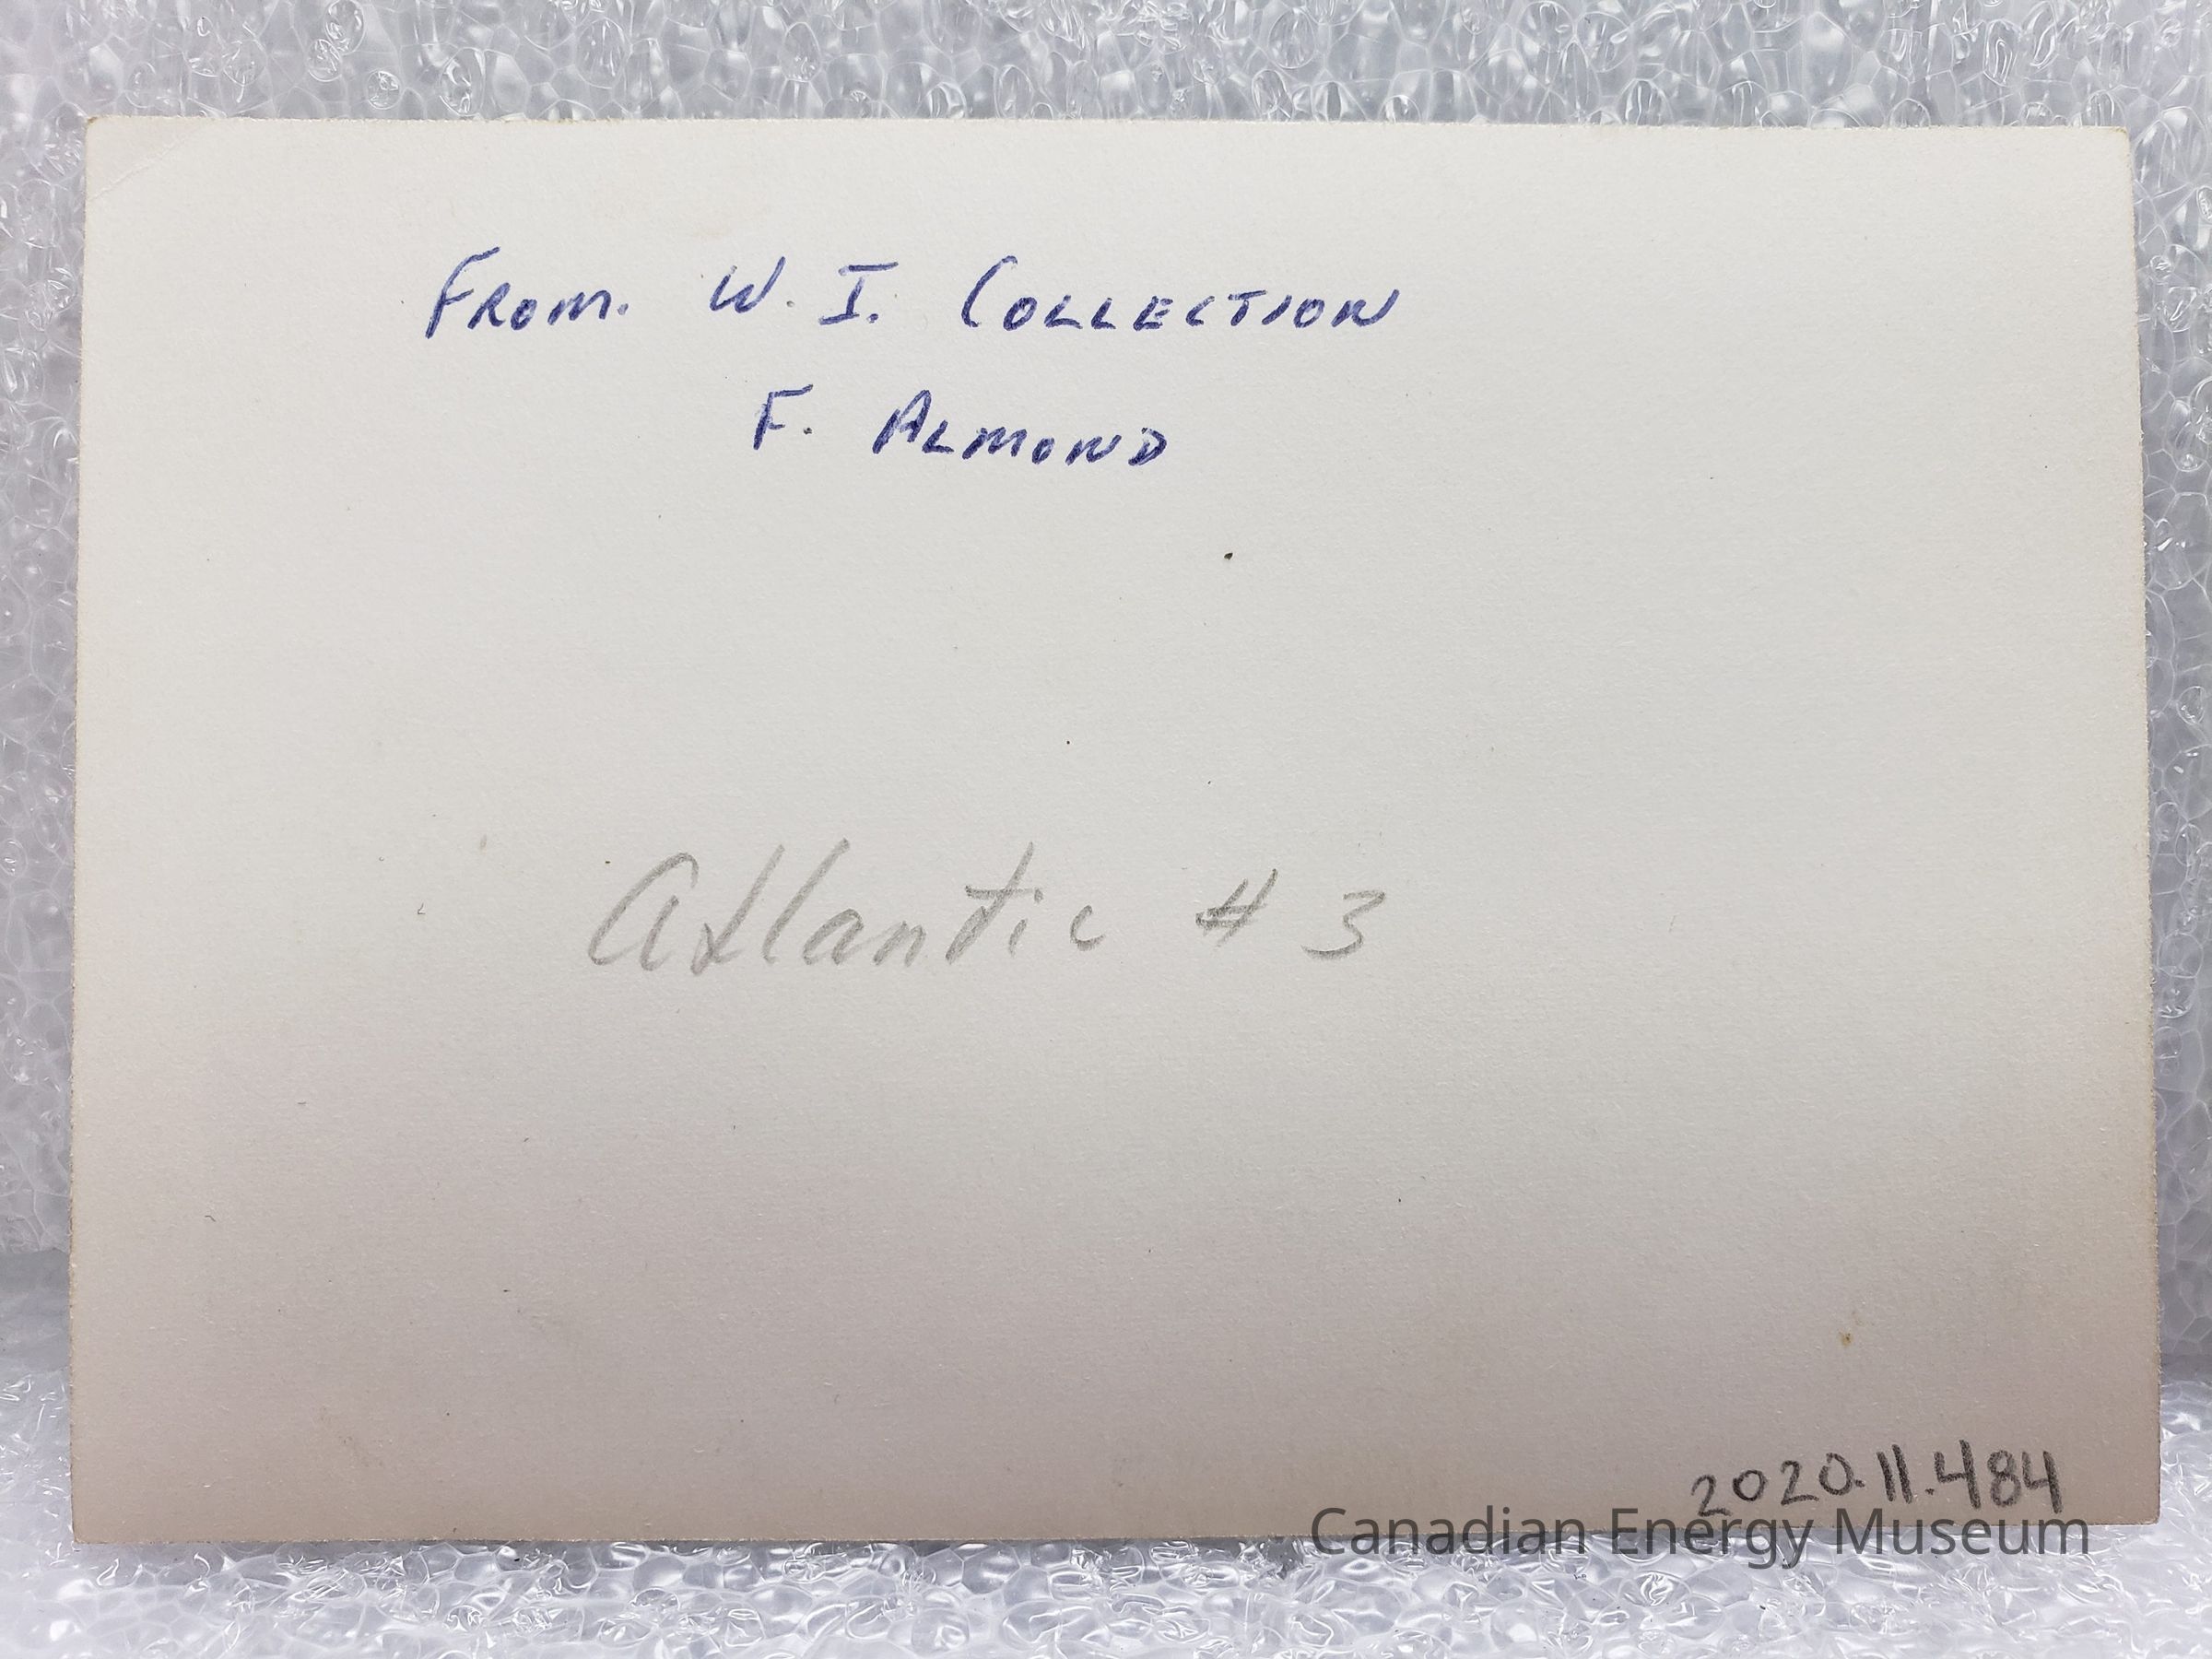 From. W. I. Collection
F. Almond
Atlantic # 3
2020.11.484
Canadian Energy Museum